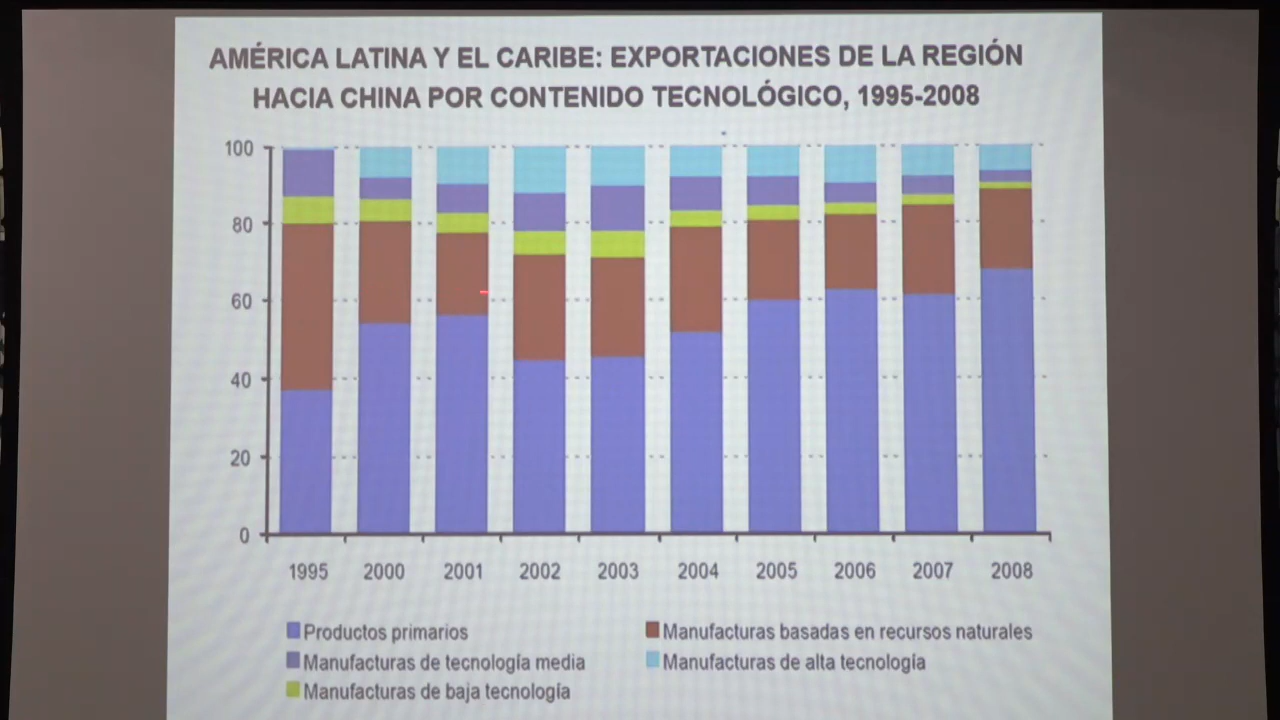 AMÉRICA LATINA Y EL CARIBE: EXPORTACIONES DE LA REGIÓN
HACIA CHINA POR CONTENIDO TECNOLÓGICO, 1995-2008
100
80
60
40
20
0
1995 2000 2001 2002 2003 2004 2005 2006 2007 2008
Productos primarios Manufacturas basadas en recursos naturales
Manufacturas de tecnología media Manufacturas de alta tecnología
Manufacturas de baja tecnología